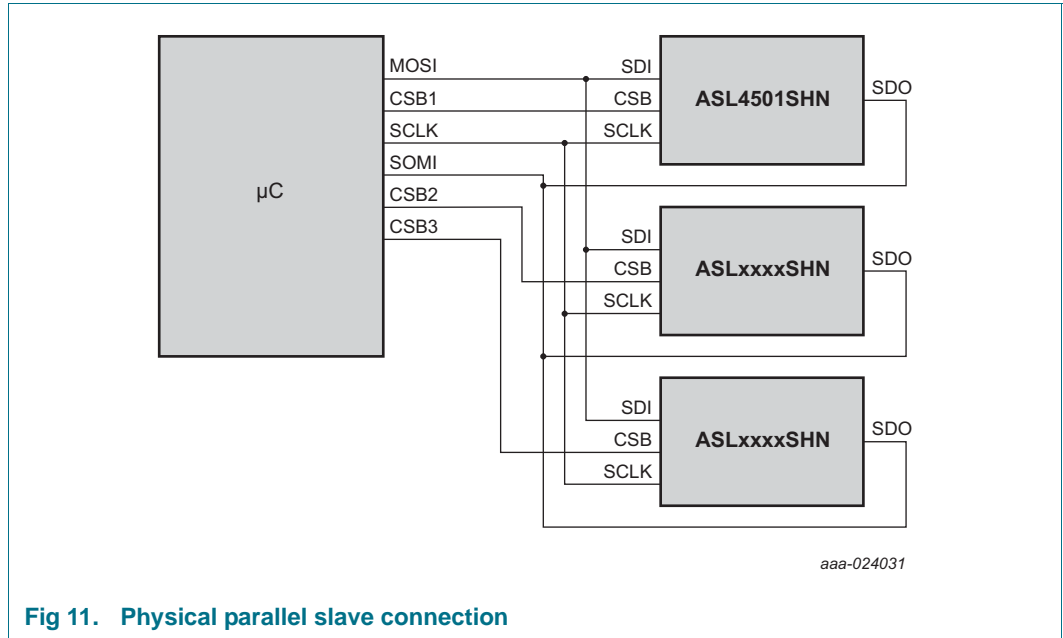 MOSI
CSB1
SCLK
SOMI
CSB2
CSB3
µC
SDI
CSB
SCLK
ASL4501SHN
SDO
SDI
CSB
SCLK
ASLxxxxSHN
SDO
SDI
CSB
SCLK
ASLxxxxSHN
SDO
aaa-024031
Fig 11. Physical parallel slave connection